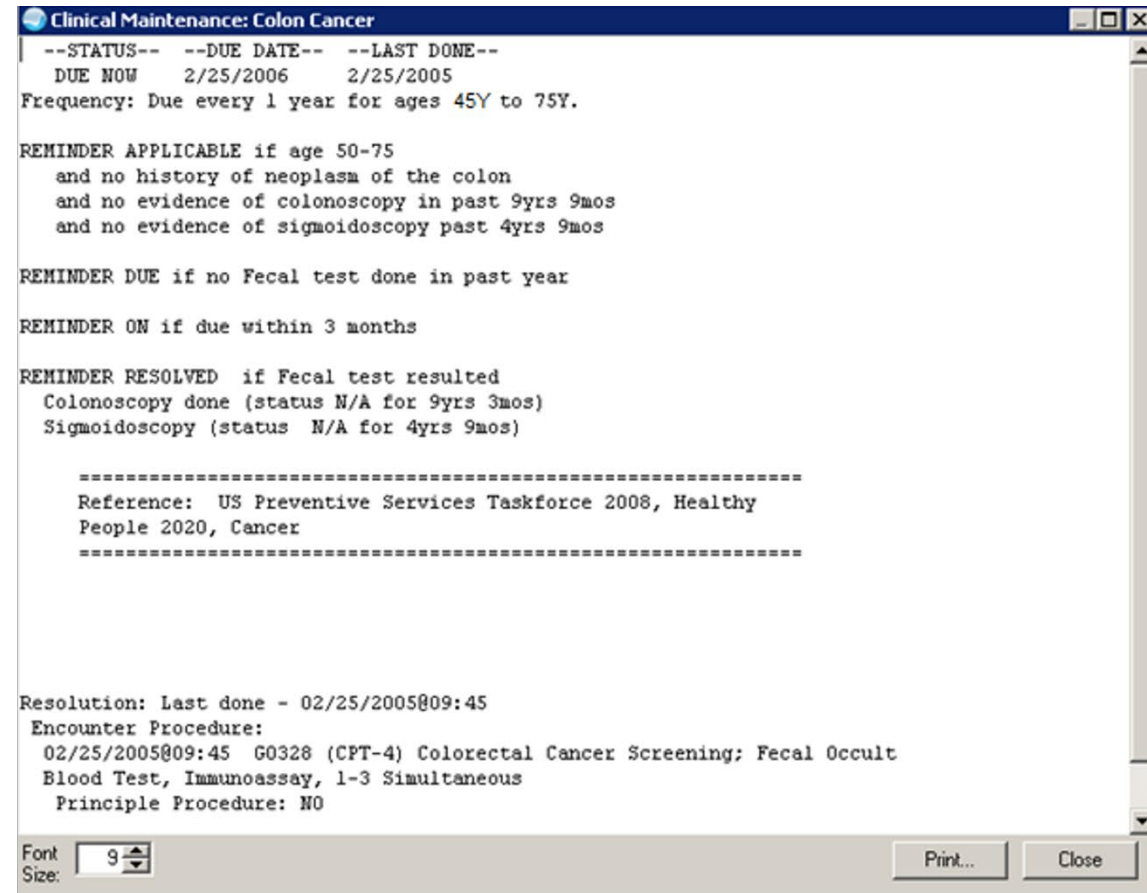 Clinical Maintenance: Colon Cancer
--STATUS-- --DUE DATE-- --LAST DONE--
DUE NOW 2/25/2006 2/25/2005
Frequency: Due every 1 year for ages 45Y to 75Y.
REMINDER APPLICABLE if age 50-75
and no history of neoplasm of the colon
and no evidence of colonoscopy in past 9yrs 9mos
and no evidence of sigmoidoscopy past 4yrs 9mos
REMINDER DUE if no Fecal test done in past year
REMINDER ON if due within 3 months
REMINDER RESOLVED if Fecal test resulted
Colonoscopy done (status N/A for 9yrs 3mos)
Sigmoidoscopy (status N/A for 4yrs 9mos)
==============================================================
Reference: US Preventive Services Taskforce 2008, Healthy
People 2020, Cancer
==============================================================
Resolution: Last done - 02/25/2005@09:45
Encounter Procedure:
02/25/2005@09:45 G0328 (CPT-4) Colorectal Cancer Screening; Fecal Occult
Blood Test, Immunoassay, 1-3 Simultaneous
Principle Procedure: NO
Font Size: 9 Print... Close